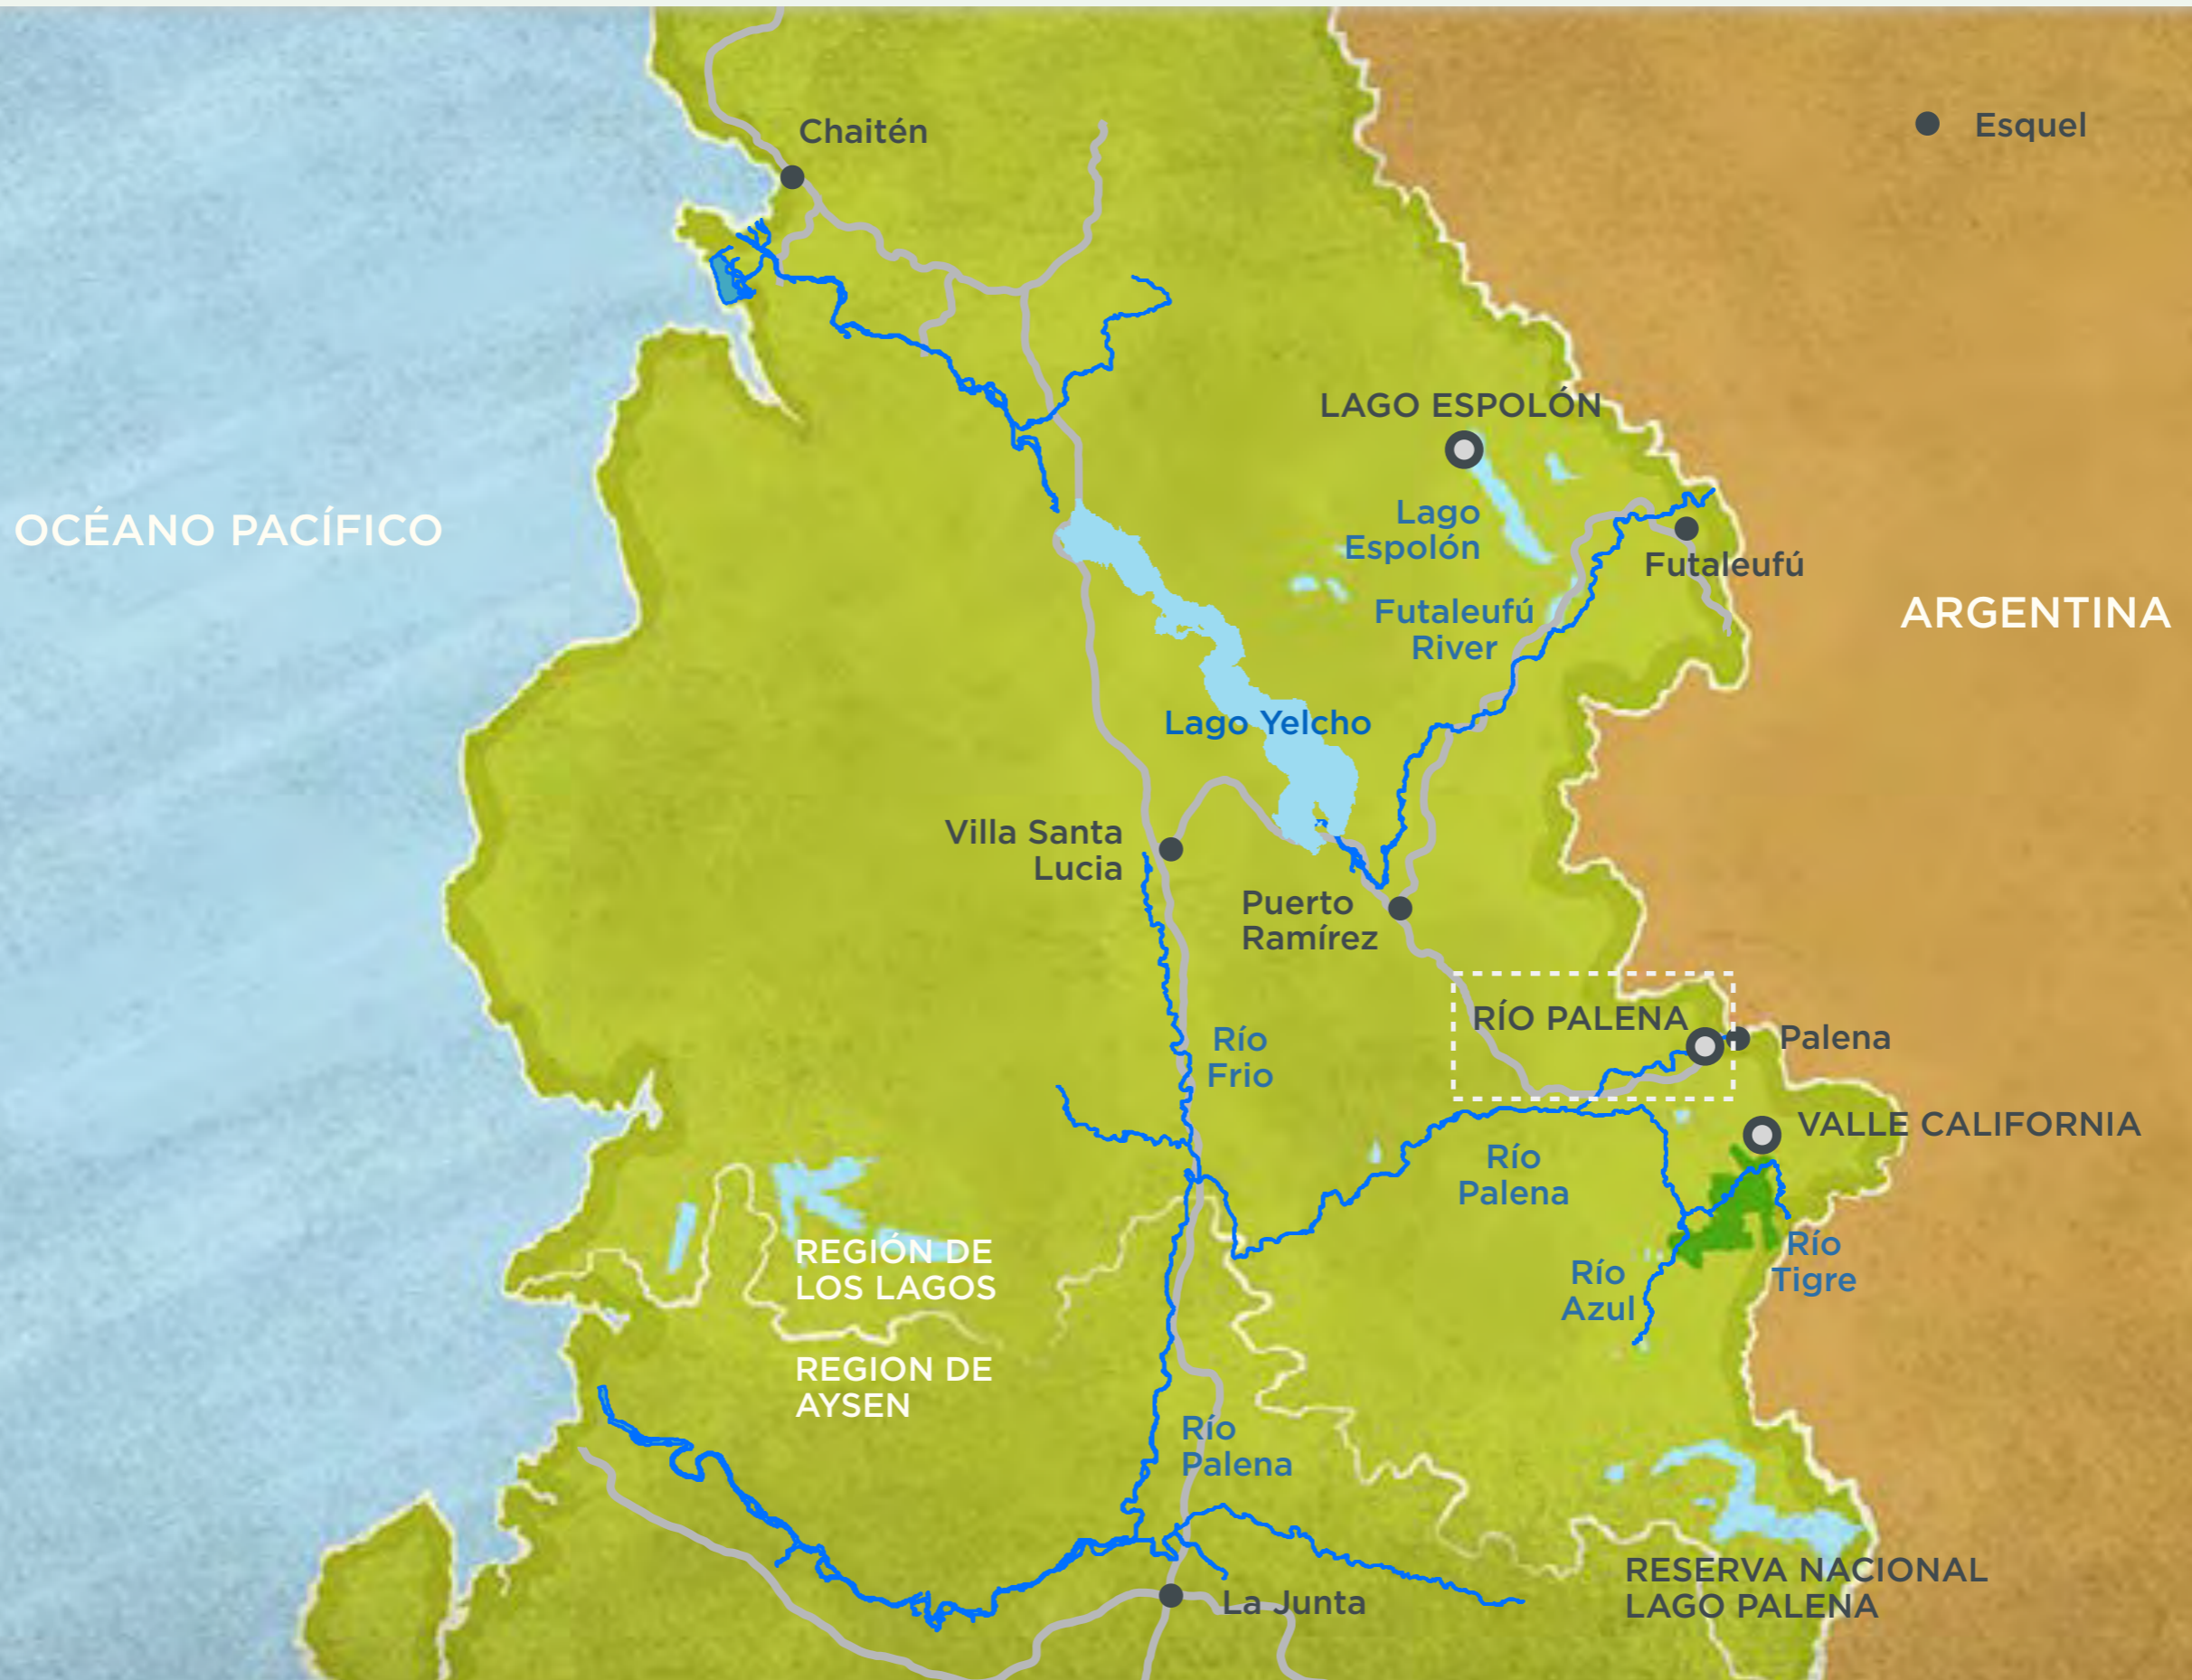 Chaitén
Esquel
LAGO ESPOLÓN
Lago
Espolón
OCÉANO PACÍFICO
Futaleufú
Futaleufú
River
ARGENTINA
Lago Yelcho
Villa Santa
Lucia
Puerto
Ramírez
RÍO PALENA
Palena
Río
Frio
VALLE CALIFORNIA
Río
Palena
REGIÓN DE
LOS LAGOS
Río
Tigre
Río
Azul
REGION DE
AYSEN
Río
Palena
RESERVA NACIONAL
LAGO PALENA
La Junta